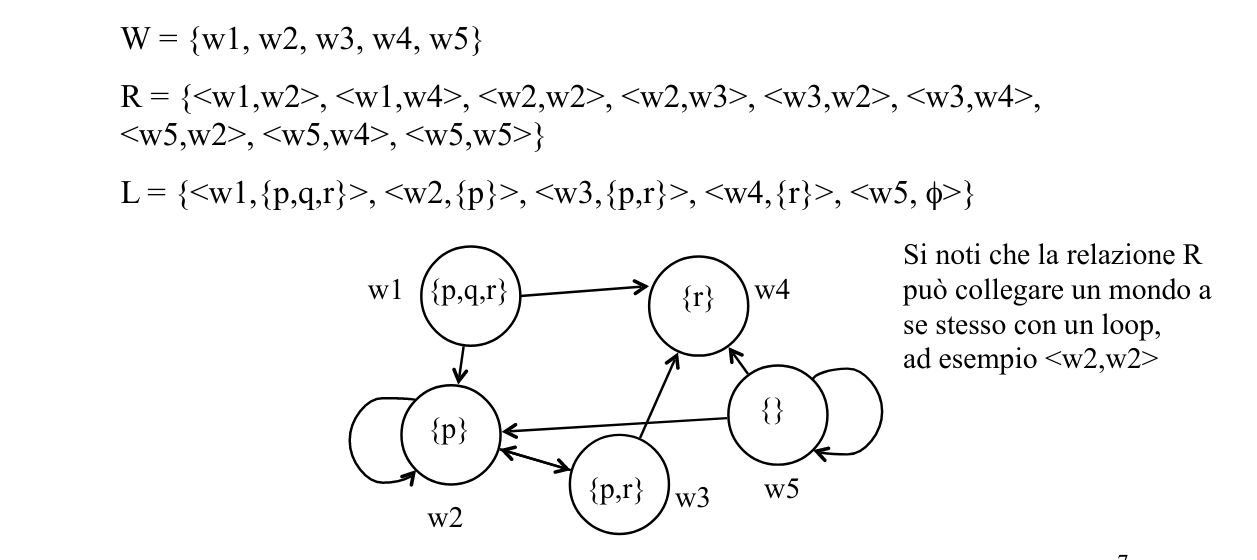 W = {w1, w2, w3, w4, w5}
R = {<w1,w2>, <w1,w4>, <w2,w2>, <w2,w3>, <w3,w2>, <w3,w4>,
<w5,w2>, <w5,w4>, <w5,w5>}
L = {<w1,{p,q,r}>, <w2,{p}>, <w3,{p,r}>, <w4,{r}>, <w5, ϕ>}
Si noti che la relazione R
può collegare un mondo a
se stesso con un loop,
ad esempio <w2,w2>
w1
{p,q,r}
{r}
w4
{p}
{}
{p,r}
w3
w5
w2